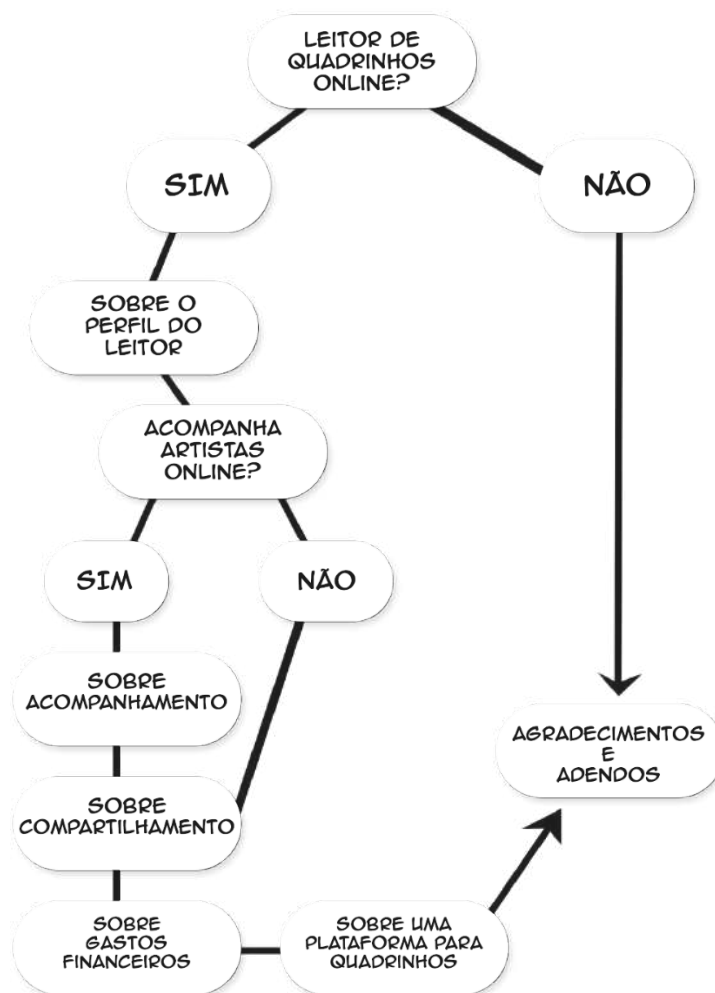 LEITOR DE
QUADRINHOS
ONLINE?
SIM
NÃO
SOBRE O
PERFIL DO
LEITOR
ACOMPANHA
ARTISTAS
ONLINE?
SIM
NÃO
SOBRE
ACOMPANHAMENTO
SOBRE
COMPARTILHAMENTO
SOBRE
GASTOS
FINANCEIROS
SOBRE UMA
PLATAFORMA PARA
QUADRINHOS
AGRADECIMENTOS
E
ADENDOS